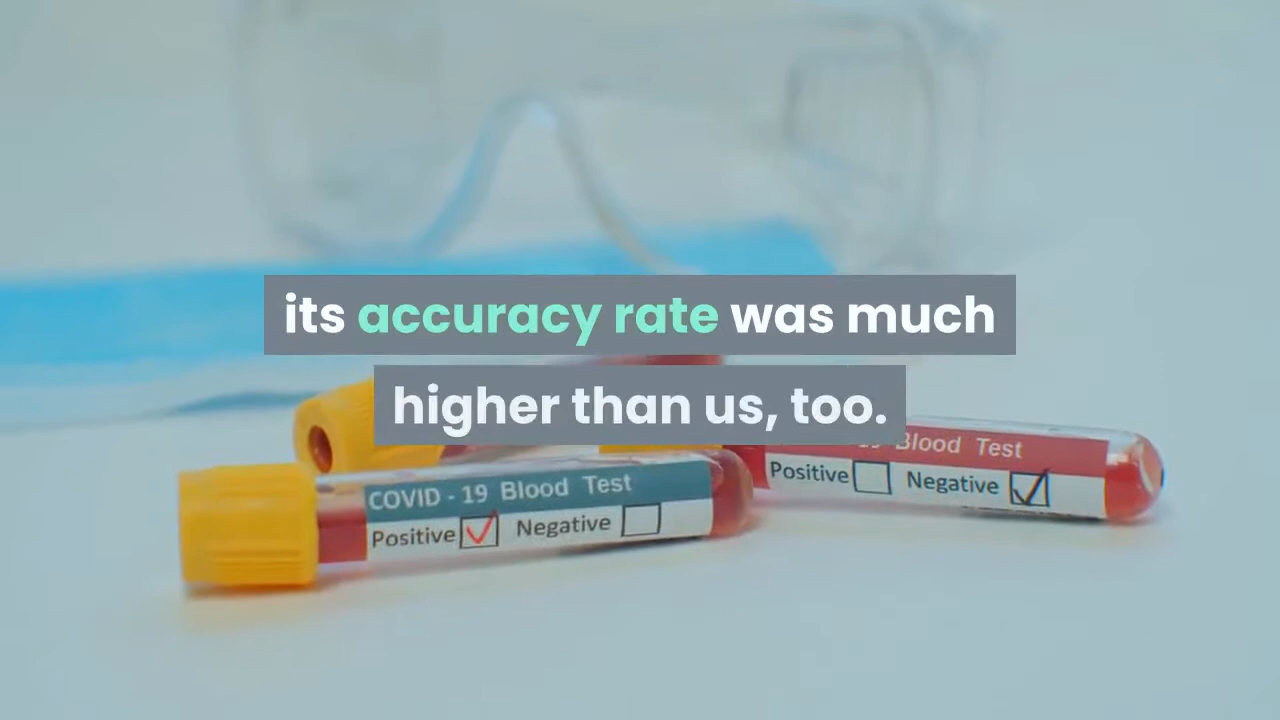 its accuracy rate was much
higher than us, too.
Blood Test
Positive Negative
COVID - 19 Blood Test
Positive Negative